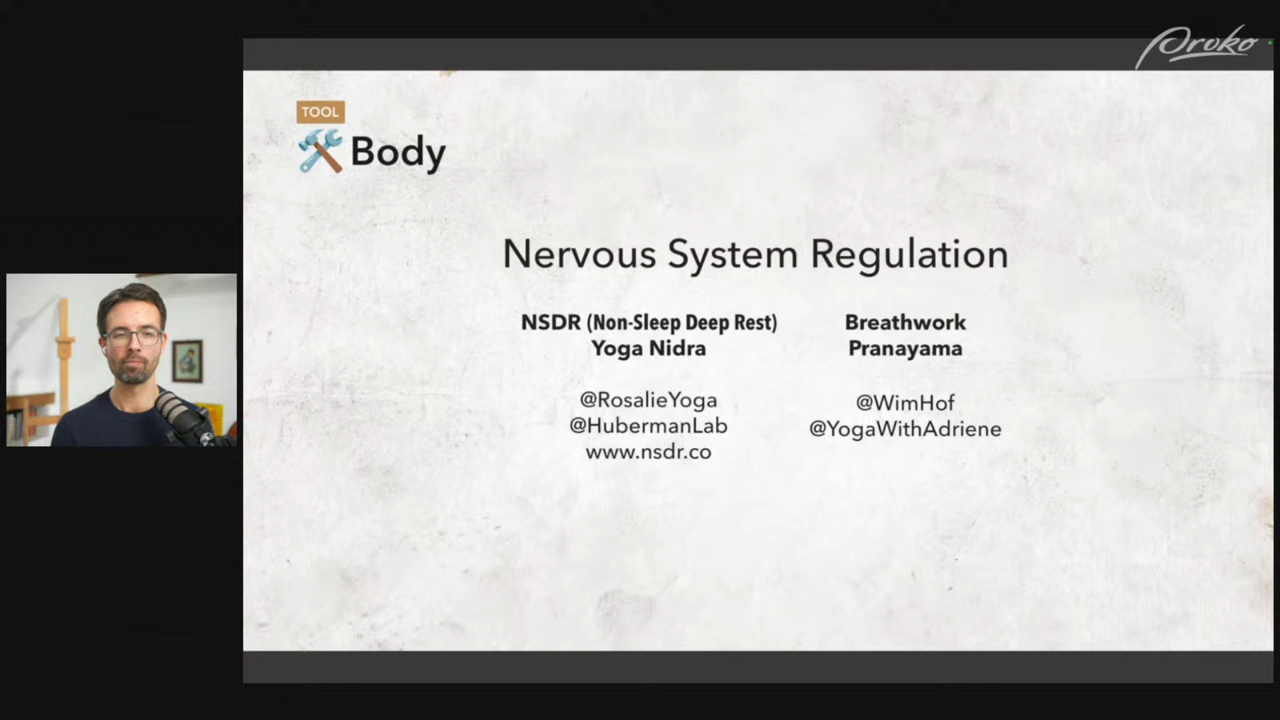 Proko
TOOL
Body
Nervous System Regulation
NSDR (Non-Sleep Deep Rest)
Yoga Nidra
@RosalieYoga
@HubermanLab
www.nsdr.co
Breathwork
Pranayama
@WimHof
@YogaWithAdriene